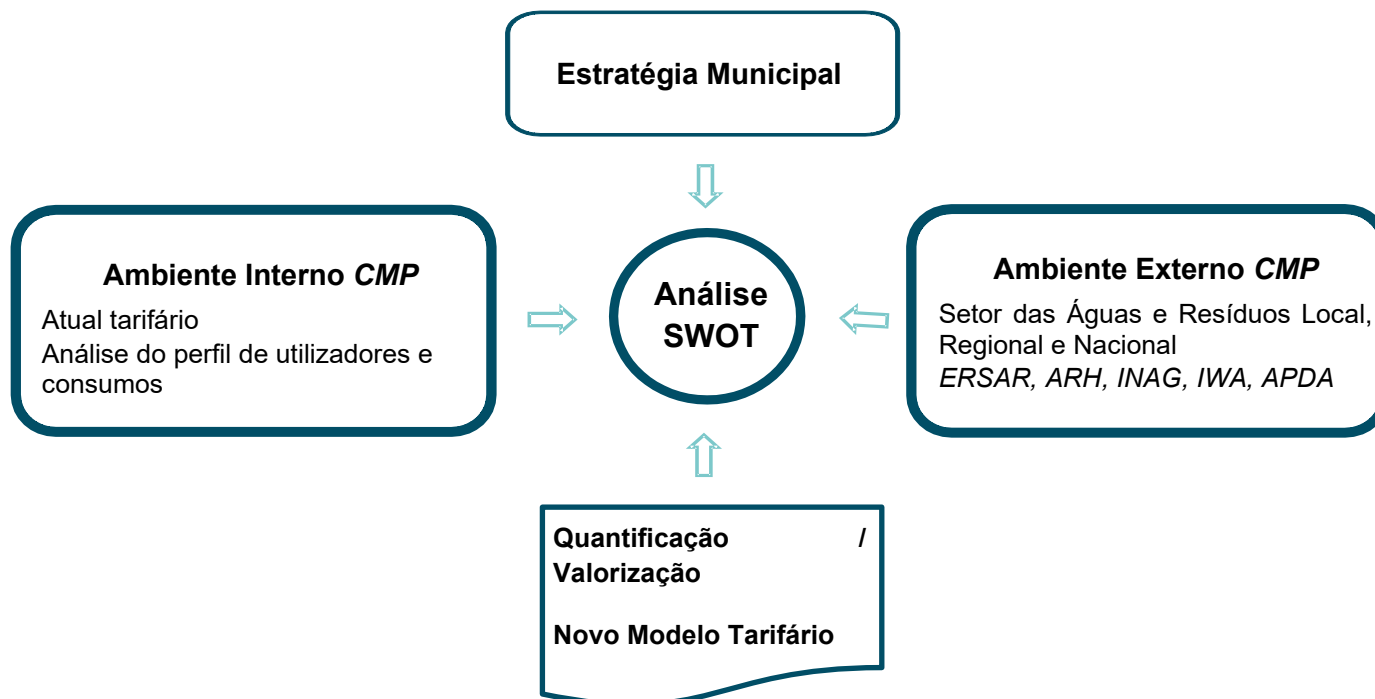 Estratégia Municipal
Ambiente Interno CMP
Atual tarifário
Análise do perfil de utilizadores e
consumos
Análise
SWOT
Ambiente Externo CMP
Setor das Águas e Resíduos Local,
Regional e Nacional
ERSAR, ARH, INAG, IWA, APDA
Quantificação /
Valorização
Novo Modelo Tarifário